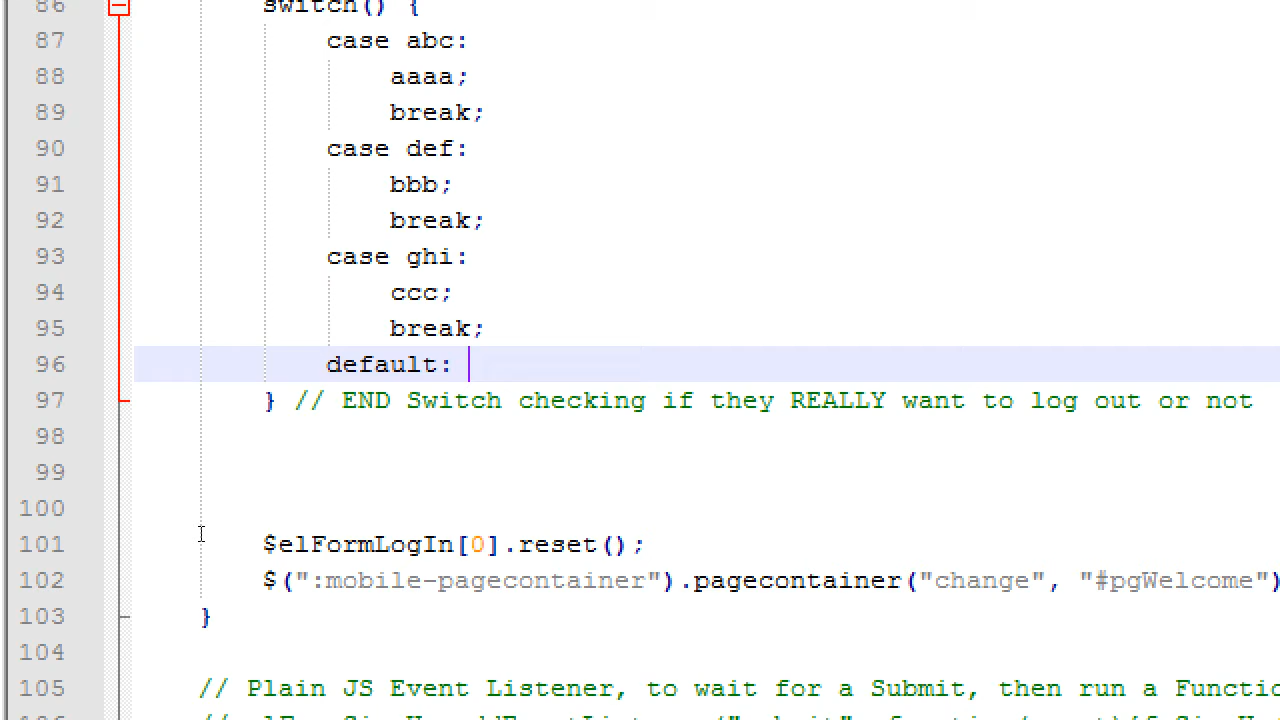 86 switch() {
87 case abc:
88 aaaa;
89 break;
90 case def:
91 bbb;
92 break;
93 case ghi:
94 ccc;
95 break;
96 default:
97 } // END Switch checking if they REALLY want to log out or not
98
99
100
101 $elFormLogIn[0].reset();
102 $(":mobile-pagecontainer").pagecontainer("change", "#pgWelcome")
103 }
104
105 // Plain JS Event Listener, to wait for a Submit, then run a Functio